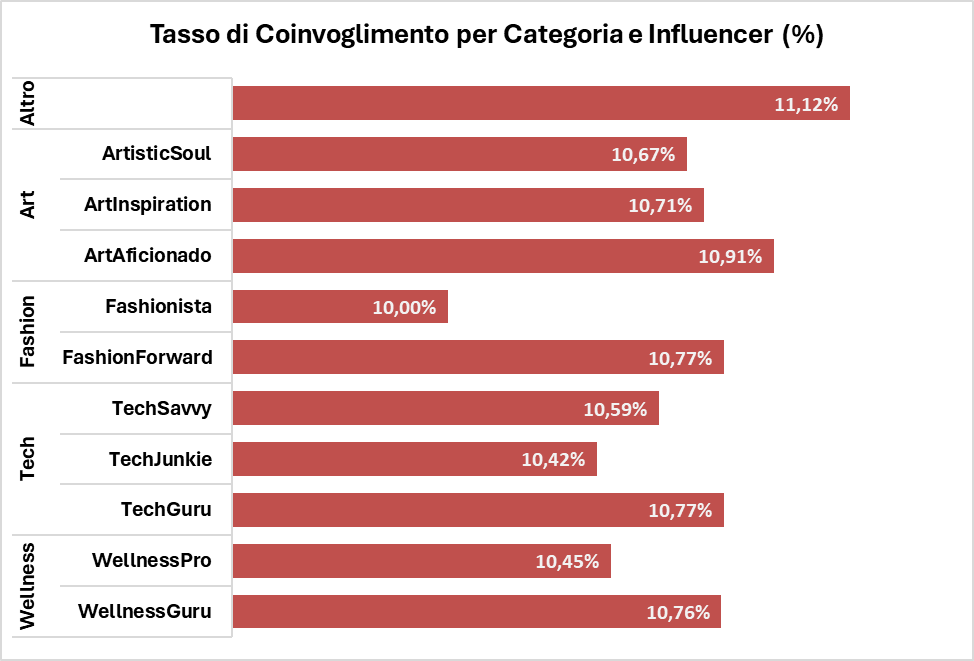 Tasso di Coinvoglimento per Categoria e Influencer (%)
Altro
11,12%
Art
ArtisticSoul
10,67%
ArtInspiration
10,71%
ArtAficionado
10,91%
Fashion
Fashionista
10,00%
FashionForward
10,77%
Tech
TechSavvy
10,59%
TechJunkie
10,42%
TechGuru
10,77%
Wellness
WellnessPro
10,45%
WellnessGuru
10,76%